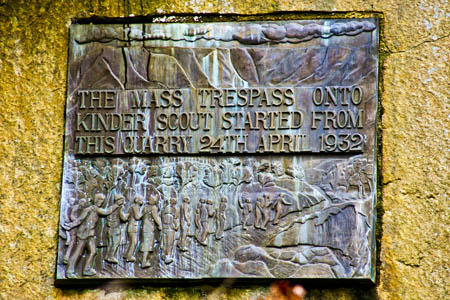 THE MASS TRESPASS ONTO
KINDER SCOUT STARTED FROM
THIS QUARRY 24TH APRIL 1932